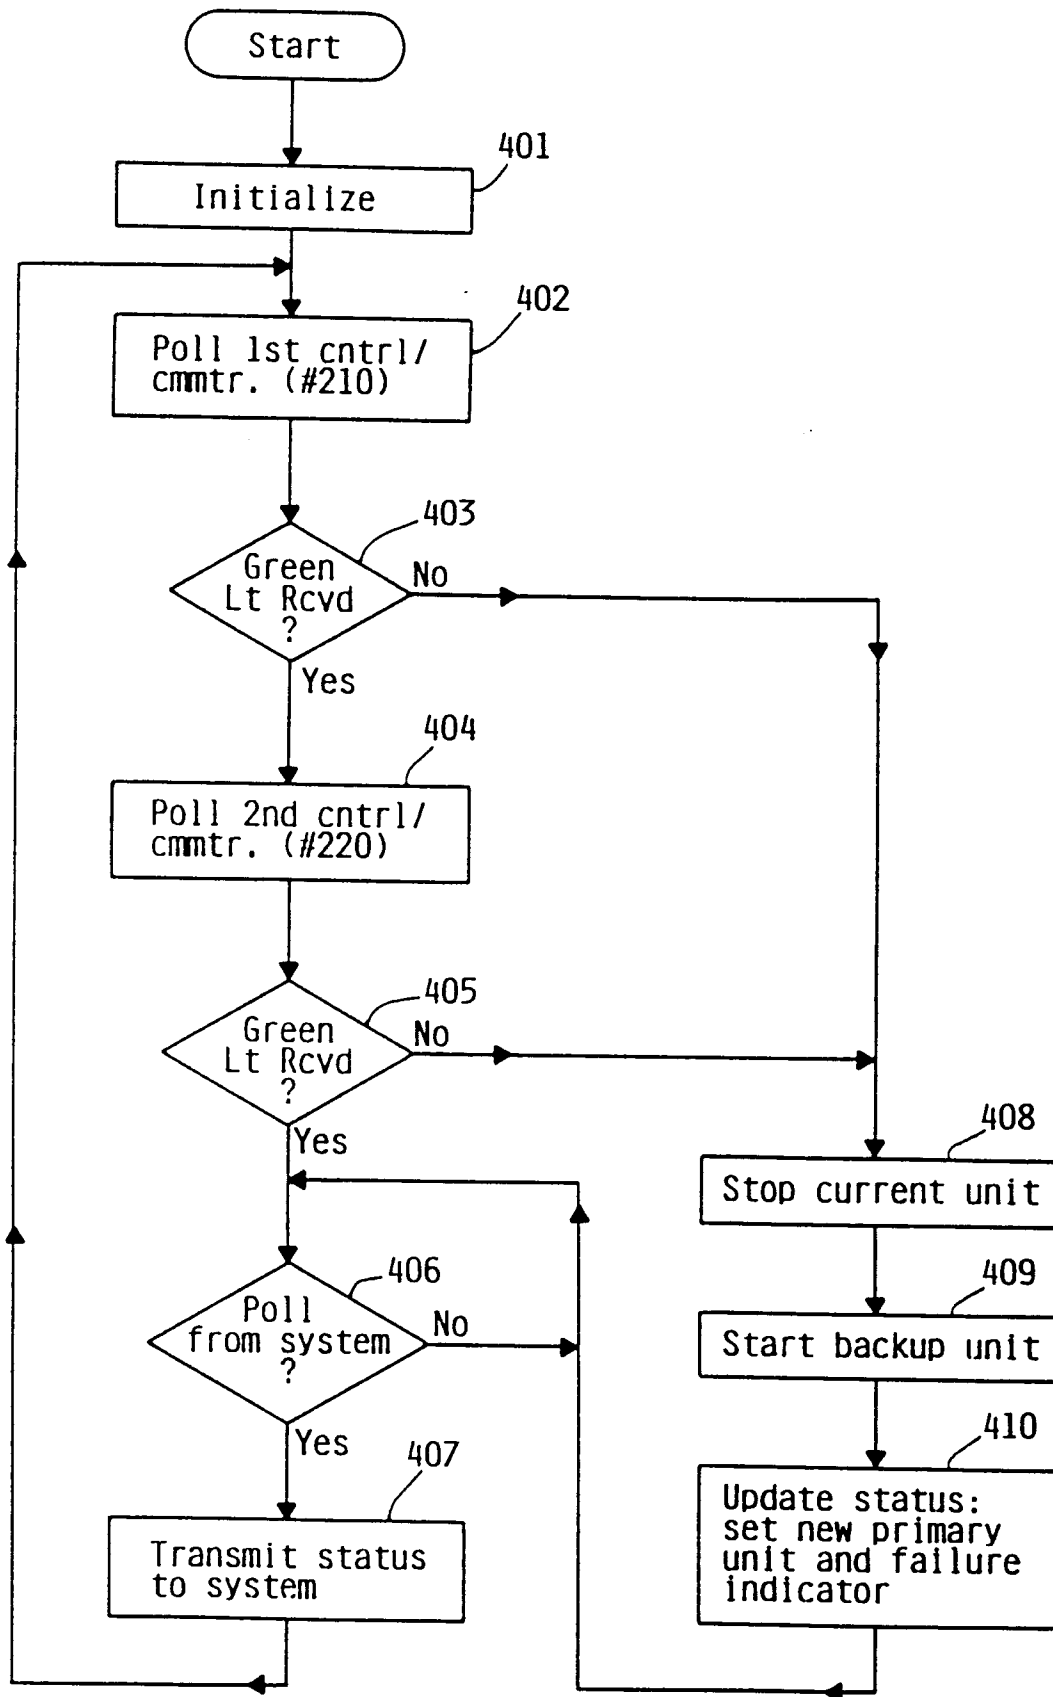 Start
401
Initialize
402
Poll 1st cntrl/
cmmtr. (#210)
403
Green
Lt Rcvd
?
No
Yes
404
Poll 2nd cntrl/
cmmtr. (#220)
405
Green
Lt Rcvd
?
No
Yes
406
Poll
from system
?
No
Yes
407
Transmit status
to system
408
Stop current unit
409
Start backup unit
410
Update status:
set new primary
unit and failure
indicator